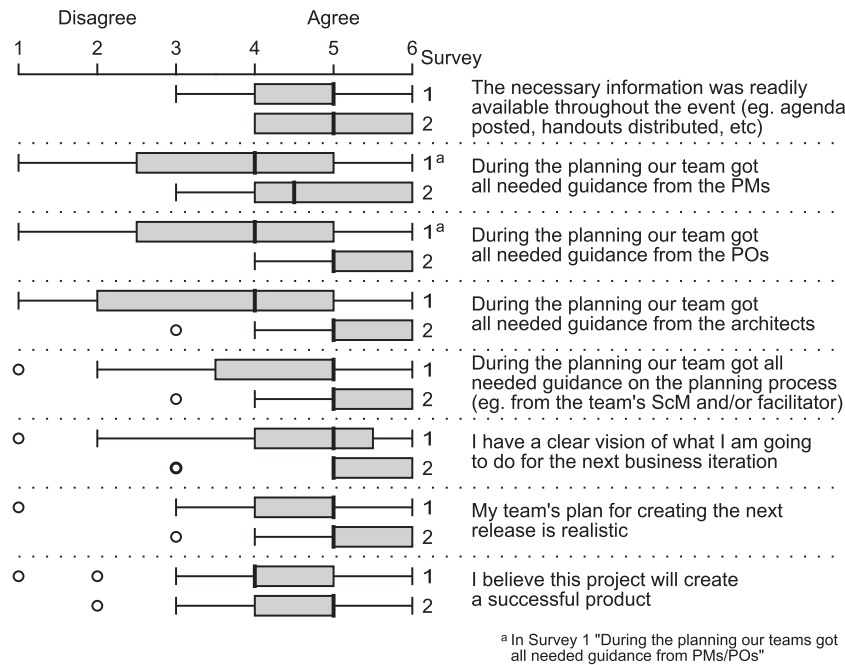 Disagree Agree
1 2 3 4 5 6 Survey
1 The necessary information was readily
available throughout the event (eg. agenda
2 posted, handouts distributed, etc)
1ª During the planning our team got
2 all needed guidance from the PMs
1ª During the planning our team got
2 all needed guidance from the POs
1 During the planning our team got
2 all needed guidance from the architects
1 During the planning our team got all
needed guidance on the planning process
2 (eg. from the team's ScM and/or facilitator)
1 I have a clear vision of what I am going
2 to do for the next business iteration
1 My team's plan for creating the next
2 release is realistic
1 I believe this project will create
2 a successful product
ª In Survey 1 "During the planning our teams got
all needed guidance from PMs/POs"